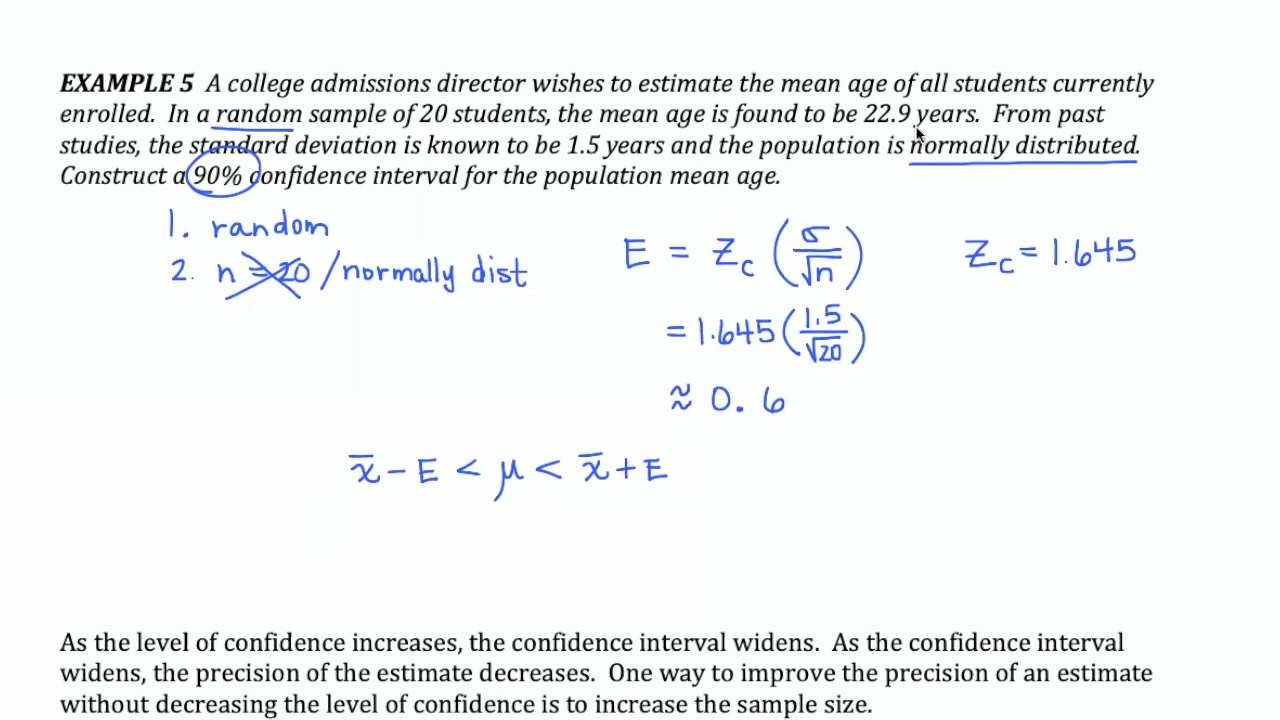 EXAMPLE 5 A college admissions director wishes to estimate the mean age of all students currently
enrolled. In a random sample of 20 students, the mean age is found to be 22.9 years. From past
studies, the standard deviation is known to be 1.5 years and the population is normally distributed.
Construct a 90% confidence interval for the population mean age.
1. random
2. n = 20 / normally dist
E = Zc (σ/√n)
Zc = 1.645
= 1.645 (1.5/√20)
≈ 0.6
x̄ - E < μ < x̄ + E
As the level of confidence increases, the confidence interval widens. As the confidence interval
widens, the precision of the estimate decreases. One way to improve the precision of an estimate
without decreasing the level of confidence is to increase the sample size.